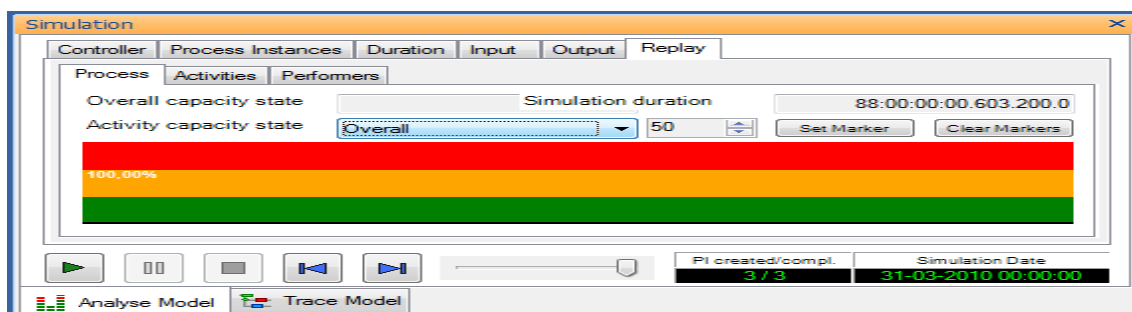 Simulation
Controller Process Instances Duration Input Output Replay
Process Activities Performers
Overall capacity state Simulation duration 88:00:00:00.603.200.0
Activity capacity state Overall 50 Set Marker Clear Markers
100,00%
PI created/compl. Simulation Date
3 / 3 31-03-2010 00:00:00
Analyse Model Trace Model